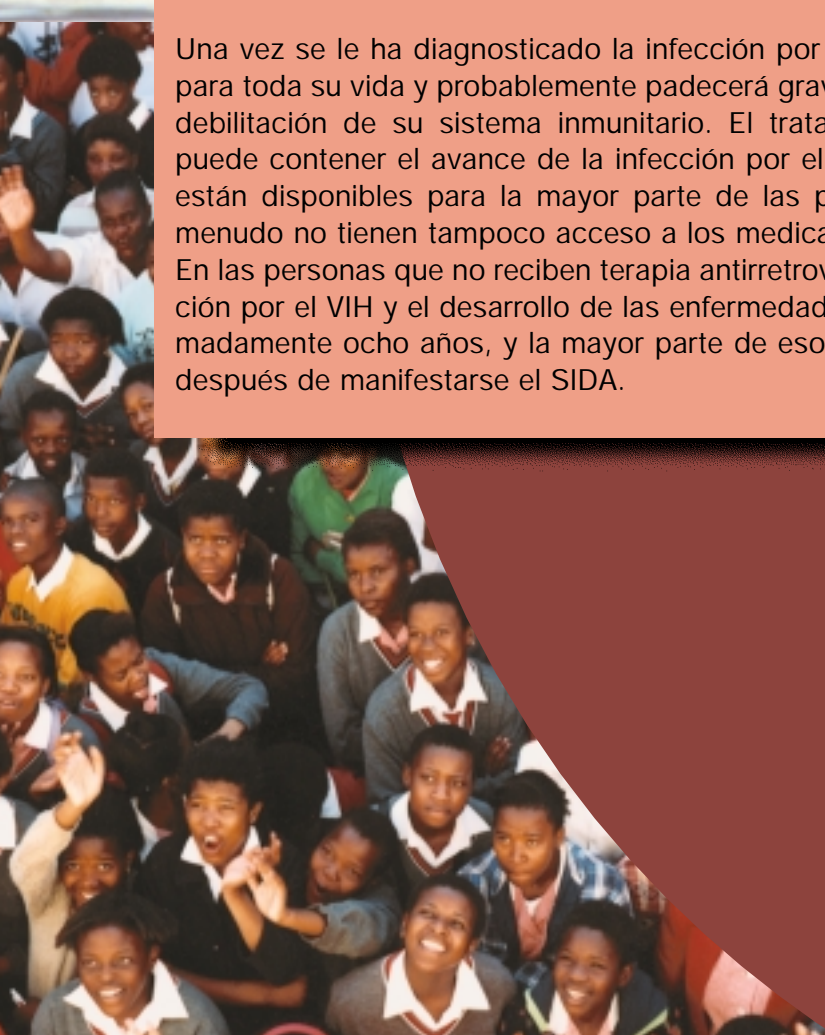 Una vez se le ha diagnosticado la infección por
para toda su vida y probablemente padecerá grav
debilitación de su sistema inmunitario. El trata
puede contener el avance de la infección por el
están disponibles para la mayor parte de las p
menudo no tienen tampoco acceso a los medica
En las personas que no reciben terapia antirretrov
ción por el VIH y el desarrollo de las enfermedad
madamente ocho años, y la mayor parte de eso
después de manifestarse el SIDA.